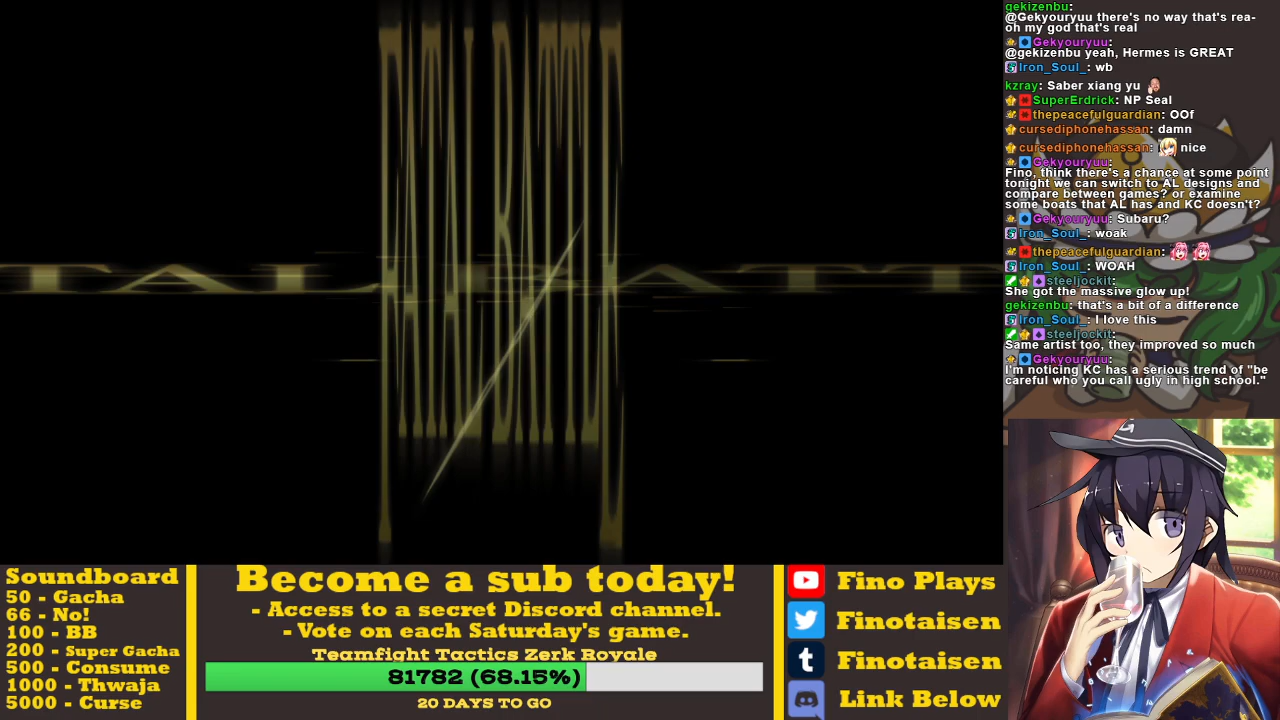 gekizenbu:
@Gekyouryuu there's no way that's rea-
oh my god that's real
Gekyouryuu:
@gekizenbu yeah, Hermes is GREAT
Iron_Soul_: wb
kzray: Saber xiang yu
SuperErdrick: NP Seal
thepeacefulguardian: OOf
cursediphonehassan: damn
cursediphonehassan: nice
Gekyouryuu:
Fino, think there's a chance at some point
tonight we can switch to AL designs and
compare between games? or examine
some boats that AL has and KC doesn't?
Gekyouryuu: Subaru?
Iron_Soul_: woak
thepeacefulguardian:
Iron_Soul_: WOAH
steeljockit:
She got the massive glow up!
gekizenbu: that's a bit of a difference
Iron_Soul_: I love this
steeljockit:
Same artist too, they improved so much
Gekyouryuu:
I'm noticing KC has a serious trend of "be
careful who you call ugly in high school."
Soundboard
50 - Gacha
66 - No!
100 - BB
200 - Super Gacha
500 - Consume
1000 - Thwaja
5000 - Curse
Become a sub today!
- Access to a secret Discord channel.
- Vote on each Saturday's game.
Teamfight Tactics Zerk Royale
81782 (68.15%)
20 DAYS TO GO
Fino Plays
Finotaisen
Finotaisen
Link Below